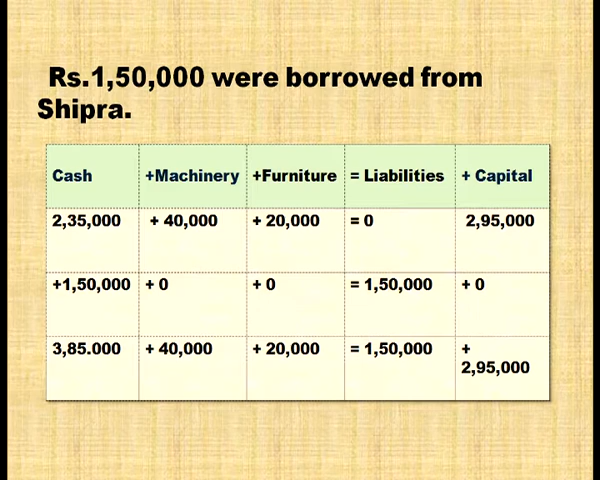 Rs.1,50,000 were borrowed from
Shipra.
Cash +Machinery +Furniture = Liabilities + Capital
2,35,000 + 40,000 + 20,000 = 0 2,95,000
+1,50,000 + 0 + 0 = 1,50,000 + 0
3,85.000 + 40,000 + 20,000 = 1,50,000 +
2,95,000